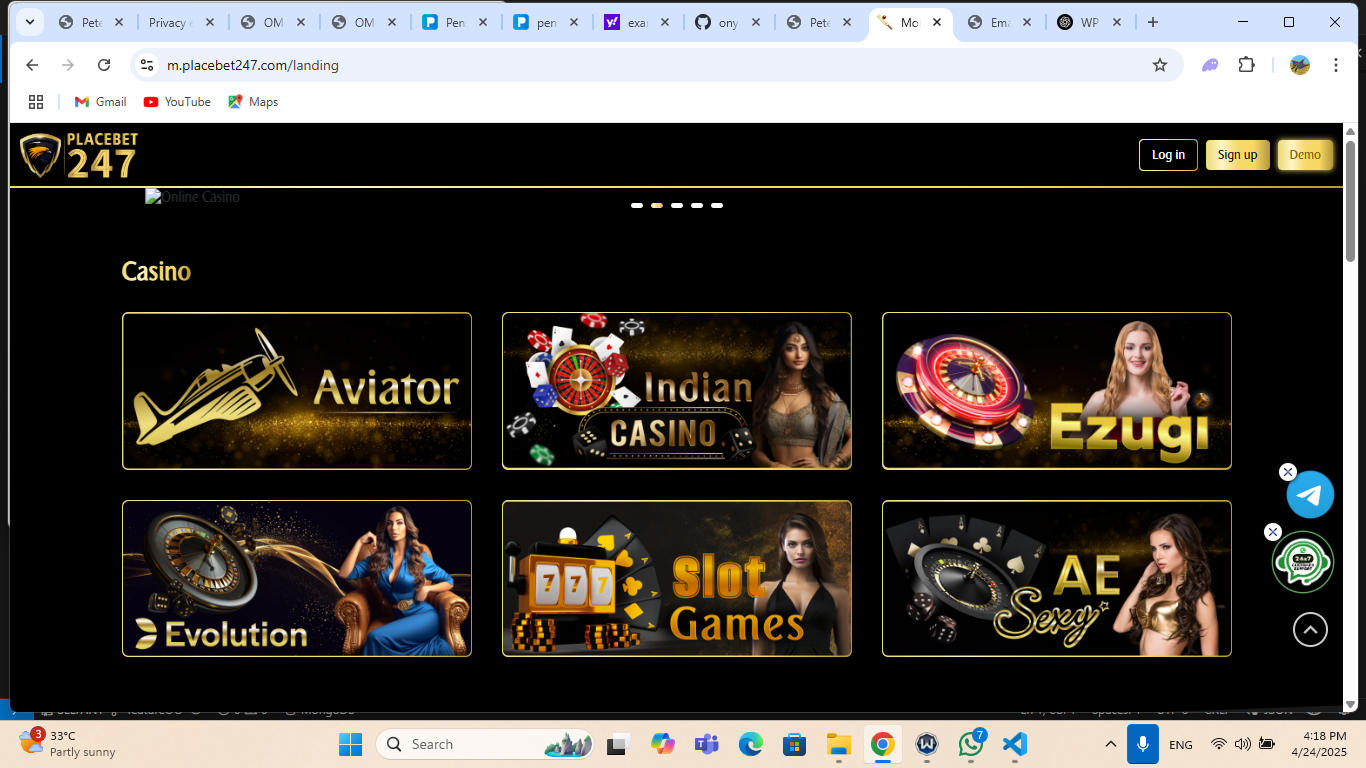 Pete
Privacy e
OM
OM
Pen
pen
exa
ony
Pete
Mo
Ema
WP
m.placebet247.com/landing
Gmail
YouTube
Maps
PLACEBET
247
Log in
Sign up
Demo
Online Casino
Casino
Aviator
Indian
CASINO
Ezugi
777
Evolution
Slot
Games
AE
Sexy
24x7
CUSTOMER
SUPPORT
MongoDB
3
33°C
Partly sunny
Search
7
ENG
4:18 PM
4/24/2025